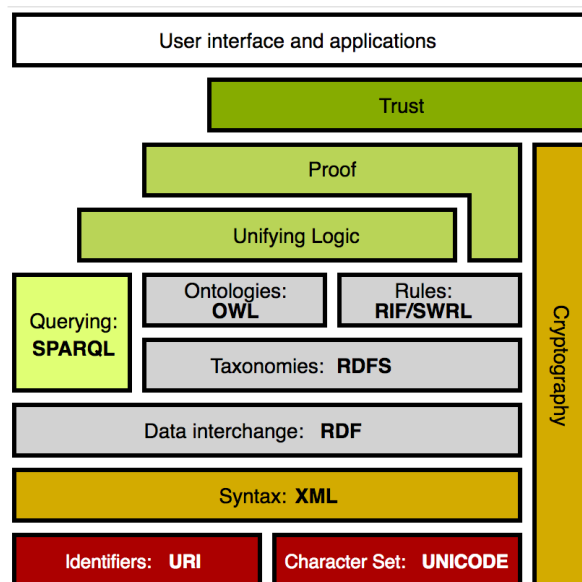 User interface and applications
Trust
Proof
Unifying Logic
Querying:
SPARQL
Ontologies:
OWL
Rules:
RIF/SWRL
Taxonomies: RDFS
Data interchange: RDF
Syntax: XML
Identifiers: URI
Character Set: UNICODE
Cryptography